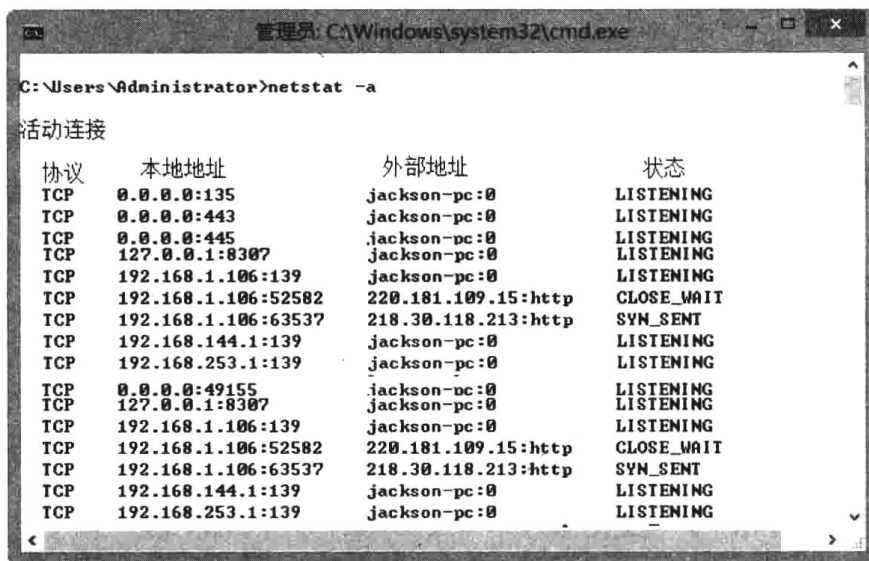 管理员: C:\Windows\system32\cmd.exe
C:\Users\Administrator>netstat -a
活动连接
协议 本地地址 外部地址 状态
TCP 0.0.0.0:135 jackson-pc:0 LISTENING
TCP 0.0.0.0:443 jackson-pc:0 LISTENING
TCP 0.0.0.0:445 jackson-pc:0 LISTENING
TCP 127.0.0.1:8307 jackson-pc:0 LISTENING
TCP 192.168.1.106:139 jackson-pc:0 LISTENING
TCP 192.168.1.106:52582 220.181.109.15:http CLOSE_WAIT
TCP 192.168.1.106:63537 218.30.118.213:http SYN_SENT
TCP 192.168.144.1:139 jackson-pc:0 LISTENING
TCP 192.168.253.1:139 jackson-pc:0 LISTENING
TCP 0.0.0.0:49155 jackson-pc:0 LISTENING
TCP 127.0.0.1:8307 jackson-pc:0 LISTENING
TCP 192.168.1.106:139 jackson-pc:0 LISTENING
TCP 192.168.1.106:52582 220.181.109.15:http CLOSE_WAIT
TCP 192.168.1.106:63537 218.30.118.213:http SYN_SENT
TCP 192.168.144.1:139 jackson-pc:0 LISTENING
TCP 192.168.253.1:139 jackson-pc:0 LISTENING